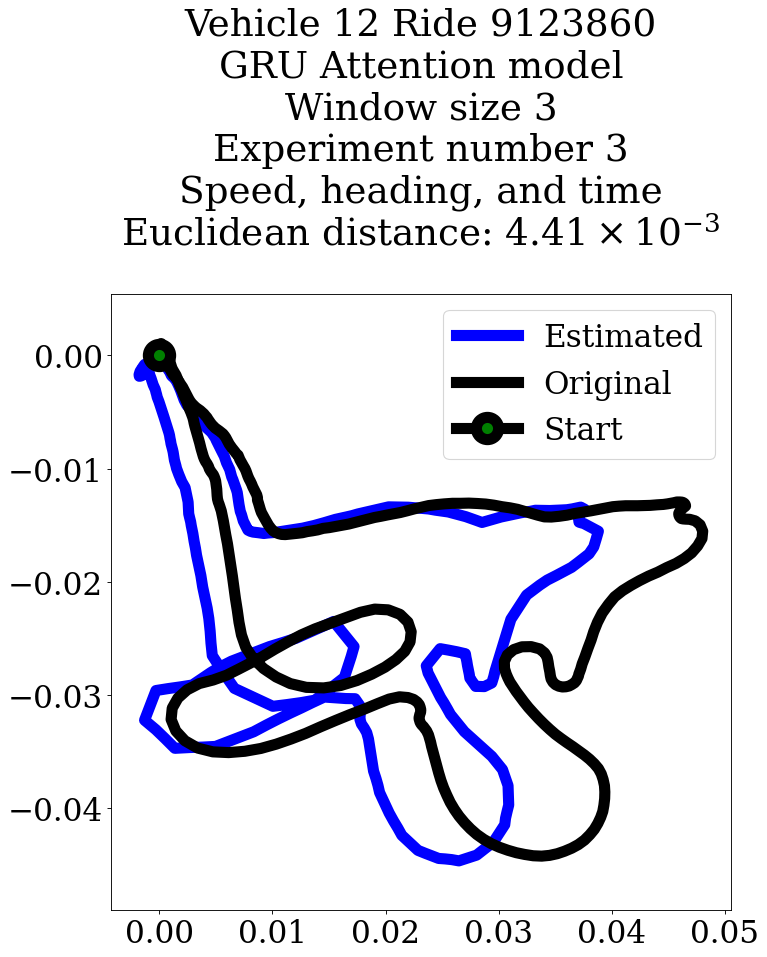 Vehicle 12 Ride 9123860
GRU Attention model
Window size 3
Experiment number 3
Speed, heading, and time
Euclidean distance: 4.41 × 10⁻³
Estimated
Original
Start
0.00
−0.01
−0.02
−0.03
−0.04
0.00 0.01 0.02 0.03 0.04 0.05